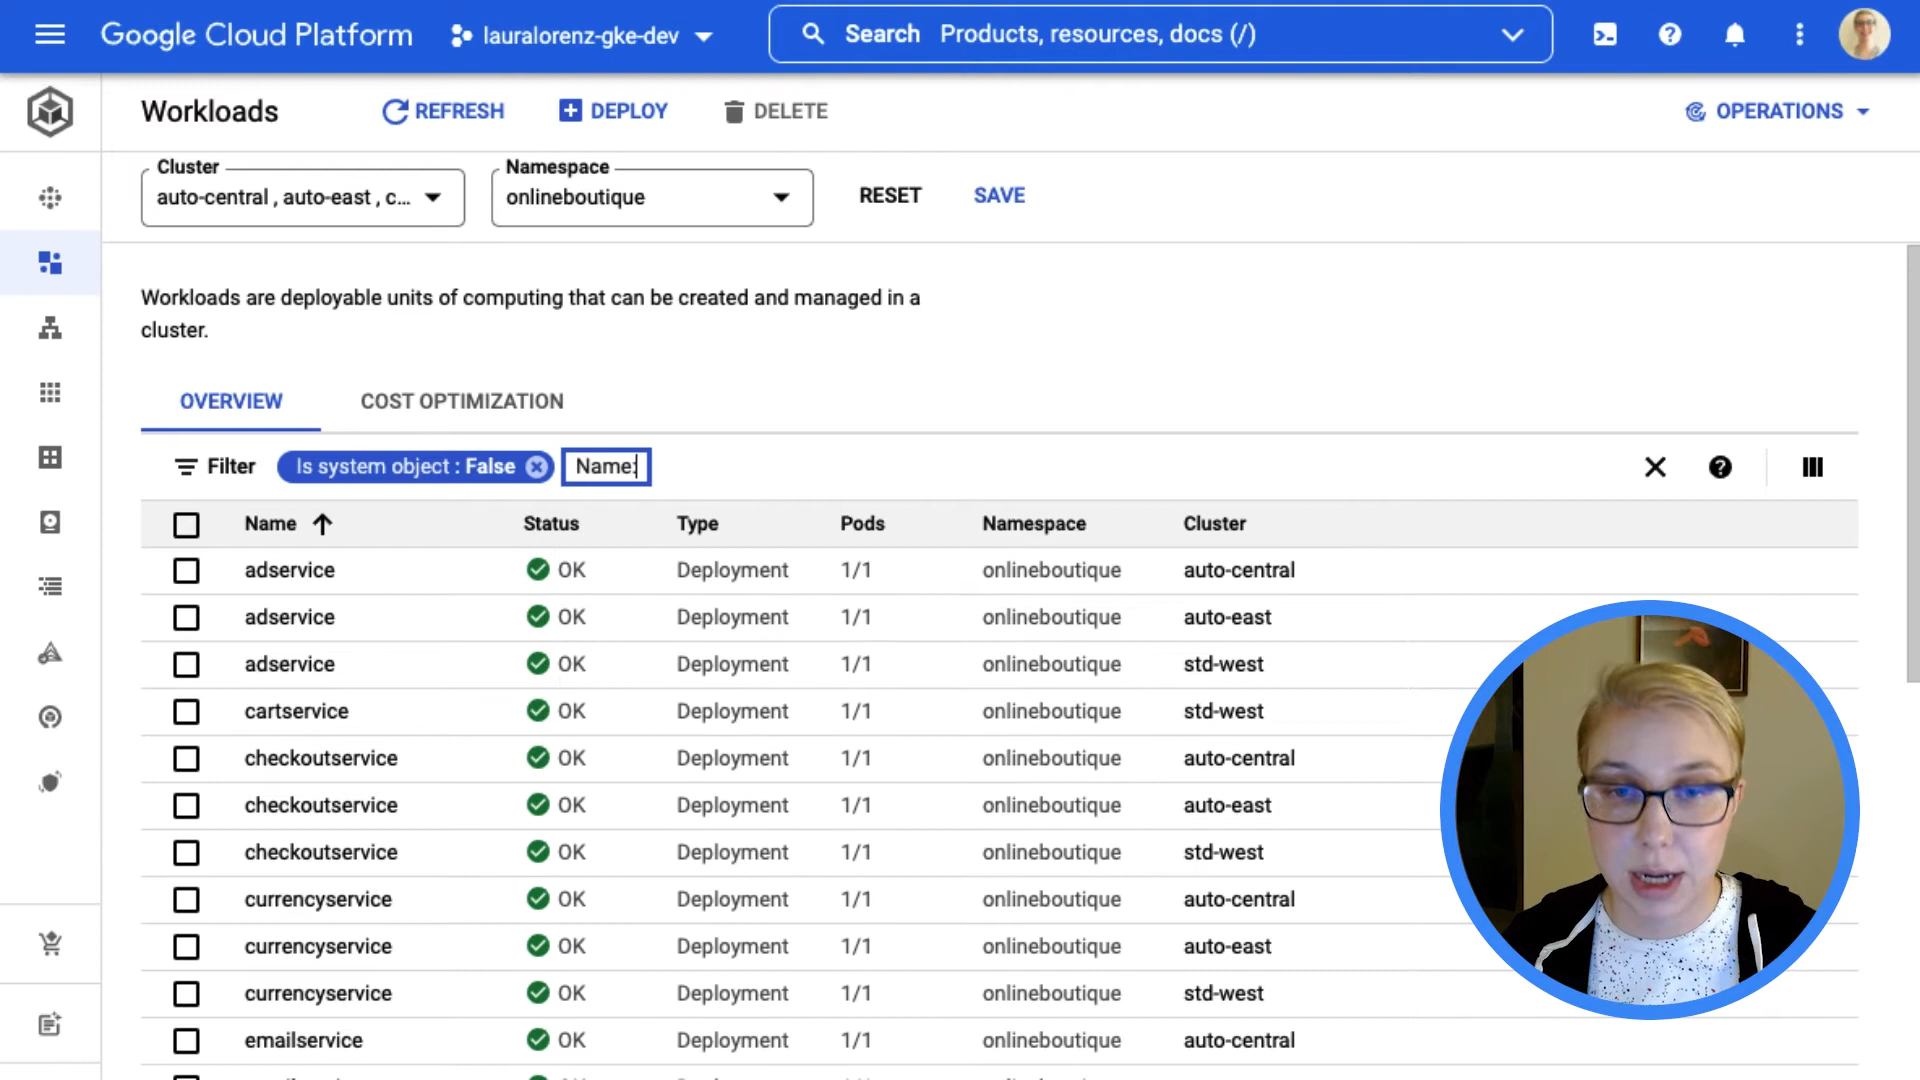 Google Cloud Platform
lauralorenz-gke-dev
Search Products, resources, docs (/)
Workloads
REFRESH
DEPLOY
DELETE
OPERATIONS
Cluster
auto-central , auto-east , c...
Namespace
onlineboutique
RESET
SAVE
Workloads are deployable units of computing that can be created and managed in a
cluster.
OVERVIEW
COST OPTIMIZATION
Filter
Is system object : False
Name:
Name Status Type Pods Namespace Cluster
adservice OK Deployment 1/1 onlineboutique auto-central
adservice OK Deployment 1/1 onlineboutique auto-east
adservice OK Deployment 1/1 onlineboutique std-west
cartservice OK Deployment 1/1 onlineboutique std-west
checkoutservice OK Deployment 1/1 onlineboutique auto-central
checkoutservice OK Deployment 1/1 onlineboutique auto-east
checkoutservice OK Deployment 1/1 onlineboutique std-west
currencyservice OK Deployment 1/1 onlineboutique auto-central
currencyservice OK Deployment 1/1 onlineboutique auto-east
currencyservice OK Deployment 1/1 onlineboutique std-west
emailservice OK Deployment 1/1 onlineboutique auto-central